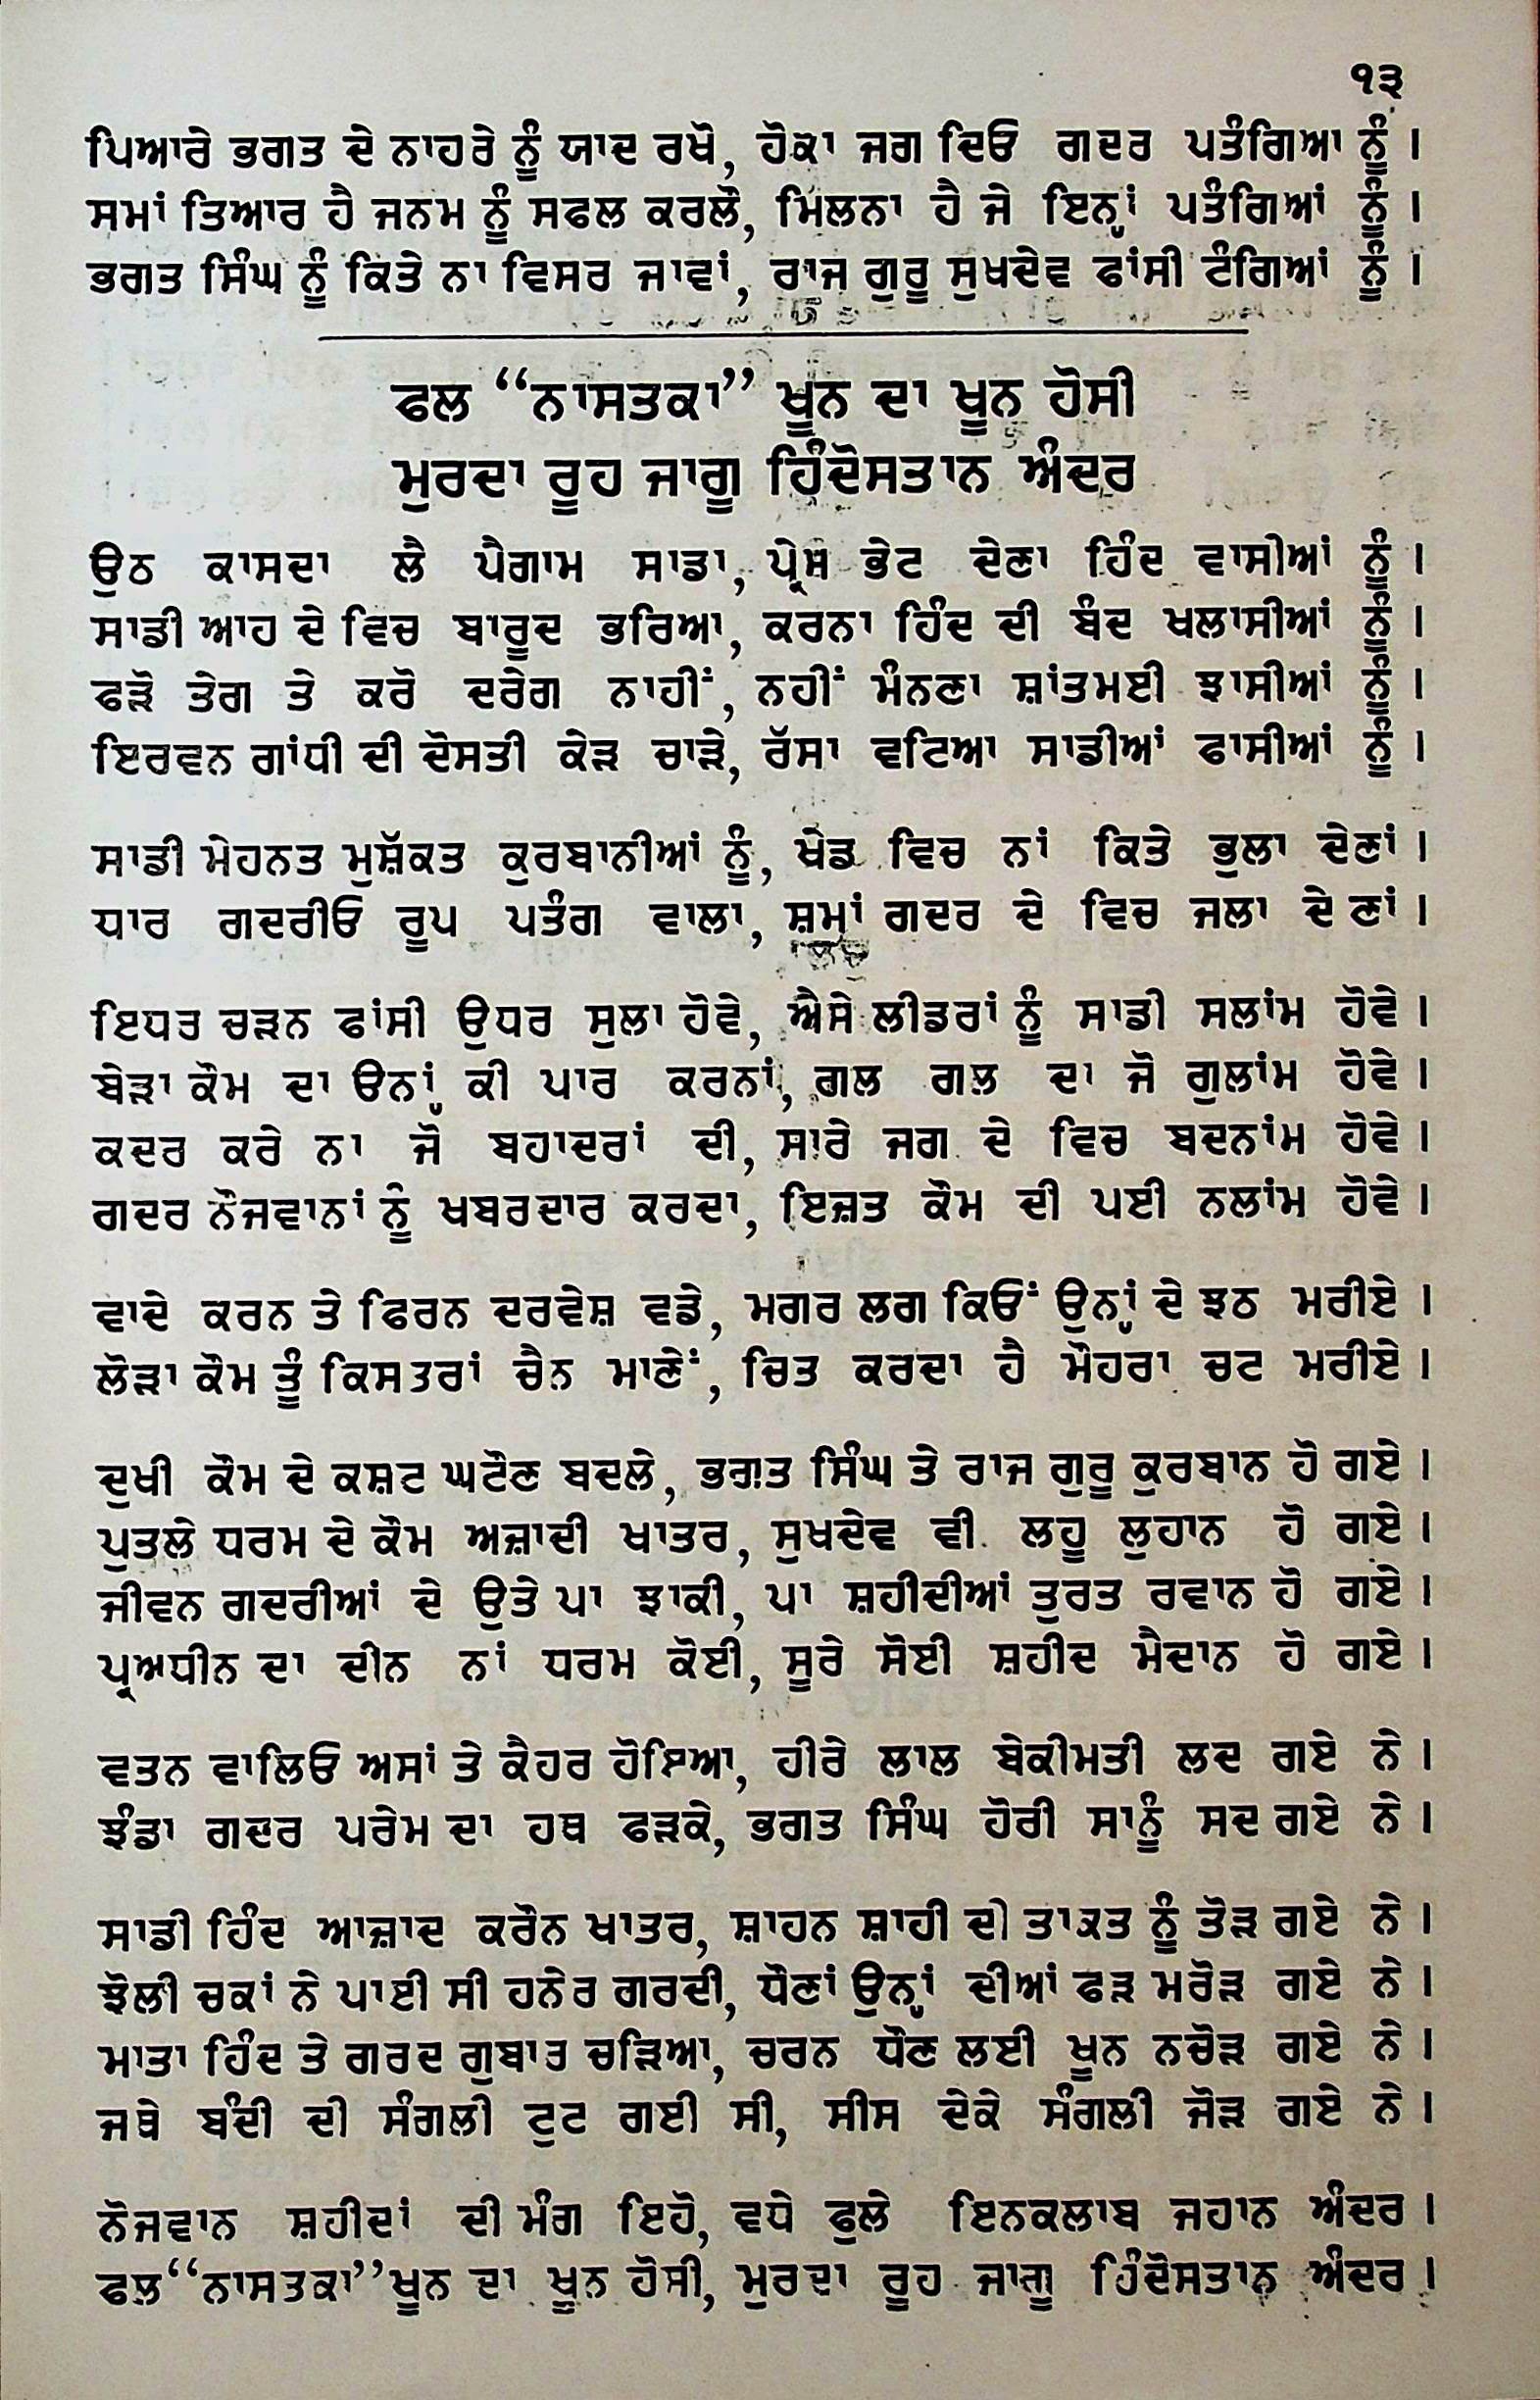 ੧੩
ਪਿਆਰੇ ਭਗਤ ਦੇ ਨਾਹਰੇ ਨੂੰ ਯਾਦ ਰਖੋ, ਹੋਕਾ ਜਗ ਦਿਓ ਗਦਰ ਪਤੰਗਿਆ ਨੂੰ।
ਸਮਾਂ ਤਿਆਰ ਹੈ ਜਨਮ ਨੂੰ ਸਫਲ ਕਰਲੌ, ਮਿਲਨਾ ਹੈ ਜੇ ਇਨ੍ਹਾਂ ਪਤੰਗਿਆਂ ਨੂੰ।
ਭਗਤ ਸਿੰਘ ਨੂੰ ਕਿਤੇ ਨਾ ਵਿਸਰ ਜਾਵਾਂ, ਰਾਜ ਗੁਰੂ ਸੁਖਦੇਵ ਫਾਂਸੀ ਟੰਗਿਆਂ ਨੂੰ।
ਫਲ “ਨਾਸਤਕਾ” ਖੂਨ ਦਾ ਖੂਨ ਹੋਸੀ
ਮੁਰਦਾ ਰੂਹ ਜਾਗੂ ਹਿੰਦੋਸਤਾਨ ਅੰਦਰ
ਉਠ ਕਾਸਦਾ ਲੈ ਪੈਗਾਮ ਸਾਡਾ, ਪ੍ਰੇਮ ਭੇਟ ਦੇਣਾ ਹਿੰਦ ਵਾਸੀਆਂ ਨੂੰ।
ਸਾਡੀ ਆਹ ਦੇ ਵਿਚ ਬਾਰੂਦ ਭਰਿਆ, ਕਰਨਾ ਹਿੰਦ ਦੀ ਬੰਦ ਖਲਾਸੀਆਂ ਨੂੰ।
ਫੜੋ ਤੇਗ ਤੇ ਕਰੋ ਦਰੇਗ ਨਾਹੀਂ, ਨਹੀਂ ਮੰਨਣਾ ਸ਼ਾਂਤਮਈ ਝਾਸੀਆਂ ਨੂੰ।
ਇਰਵਨ ਗਾਂਧੀ ਦੀ ਦੋਸਤੀ ਕੇੜ ਚਾੜੇ, ਰੱਸਾ ਵਟਿਆ ਸਾਡੀਆਂ ਫਾਸੀਆਂ ਨੂੰ।
ਸਾਡੀ ਮੇਹਨਤ ਮੁਸ਼ੱਕਤ ਕੁਰਬਾਨੀਆਂ ਨੂੰ, ਖੇਡ ਵਿਚ ਨਾਂ ਕਿਤੇ ਭੁਲਾ ਦੇਣਾਂ।
ਧਾਰ ਗਦਰੀਓ ਰੂਪ ਪਤੰਗ ਵਾਲਾ, ਸ਼ਮਾਂ ਗਦਰ ਦੇ ਵਿਚ ਜਲਾ ਦੇਣਾਂ।
ਇਧਰ ਚੜਨ ਫਾਂਸੀ ਉਧਰ ਸੁਲਾ ਹੋਵੇ, ਐਸੇ ਲੀਡਰਾਂ ਨੂੰ ਸਾਡੀ ਸਲਾਂਮ ਹੋਵੇ।
ਬੇੜਾ ਕੌਮ ਦਾ ਓਨਾਂ੍ਹ ਕੀ ਪਾਰ ਕਰਨਾਂ, ਗਲ ਗਲ ਦਾ ਜੋ ਗੁਲਾਂਮ ਹੋਵੇ।
ਕਦਰ ਕਰੇ ਨਾ ਜੋ ਬਹਾਦਰਾਂ ਦੀ, ਸਾਰੇ ਜਗ ਦੇ ਵਿਚ ਬਦਨਾਂਮ ਹੋਵੇ।
ਗਦਰ ਨੌਜਵਾਨਾਂ ਨੂੰ ਖਬਰਦਾਰ ਕਰਦਾ, ਇਜ਼ਤ ਕੌਮ ਦੀ ਪਈ ਨਲਾਂਮ ਹੋਵੇ।
ਵਾਦੇ ਕਰਨ ਤੇ ਫਿਰਨ ਦਰਵੇਸ਼ ਵਡੇ, ਮਗਰ ਲਗ ਕਿਓਂ ਉਨ੍ਹਾਂ ਦੇ ਝਠ ਮਰੀਏ।
ਲੋੜਾ ਕੌਮ ਤੂੰ ਕਿਸਤਰਾਂ ਚੈਨ ਮਾਣੇਂ, ਚਿਤ ਕਰਦਾ ਹੈ ਮੌਹਰਾ ਚਟ ਮਰੀਏ।
ਦੁਖੀ ਕੌਮ ਦੇ ਕਸ਼ਟ ਘਟੌਣ ਬਦਲੇ, ਭਗਤ ਸਿੰਘ ਤੇ ਰਾਜ ਗੁਰੂ ਕੁਰਬਾਨ ਹੋ ਗਏ।
ਪੁਤਲੇ ਧਰਮ ਦੇ ਕੌਮ ਅਜ਼ਾਦੀ ਖਾਤਰ, ਸੁਖਦੇਵ ਵੀ ਲਹੂ ਲੁਹਾਨ ਹੋ ਗਏ।
ਜੀਵਨ ਗਦਰੀਆਂ ਦੇ ਉਤੇ ਪਾ ਝਾਕੀ, ਪਾ ਸ਼ਹੀਦੀਆਂ ਤੁਰਤ ਰਵਾਨ ਹੋ ਗਏ।
ਪ੍ਰਅਧੀਨ ਦਾ ਦੀਨ ਨਾਂ ਧਰਮ ਕੋਈ, ਸੂਰੇ ਸੋਈ ਸ਼ਹੀਦ ਮੈਦਾਨ ਹੋ ਗਏ।
ਵਤਨ ਵਾਲਿਓ ਅਸਾਂ ਤੇ ਕੈਹਰ ਹੋਇਆ, ਹੀਰੇ ਲਾਲ ਬੇਕੀਮਤੀ ਲਦ ਗਏ ਨੇ।
ਝੰਡਾ ਗਦਰ ਪਰੇਮ ਦਾ ਹਥ ਫੜਕੇ, ਭਗਤ ਸਿੰਘ ਹੋਰੀ ਸਾਨੂੰ ਸਦ ਗਏ ਨੇ।
ਸਾਡੀ ਹਿੰਦ ਆਜ਼ਾਦ ਕਰੌਨ ਖਾਤਰ, ਸ਼ਾਹਨ ਸ਼ਾਹੀ ਦੀ ਤਾਕਤ ਨੂੰ ਤੋੜ ਗਏ ਨੇ।
ਝੋਲੀ ਚਕਾਂ ਨੇ ਪਾਈ ਸੀ ਹਨੇਰ ਗਰਦੀ, ਧੌਣਾਂ ਉਨ੍ਹਾਂ ਦੀਆਂ ਫੜ ਮਰੋੜ ਗਏ ਨੇ।
ਮਾਤਾ ਹਿੰਦ ਤੇ ਗਰਦ ਗੁਬਾਰ ਚੜਿਆ, ਚਰਨ ਧੌਣ ਲਈ ਖੂਨ ਨਚੋੜ ਗਏ ਨੇ।
ਜਥੇ ਬੰਦੀ ਦੀ ਸੰਗਲੀ ਟੁਟ ਗਈ ਸੀ, ਸੀਸ ਦੇਕੇ ਸੰਗਲੀ ਜੋੜ ਗਏ ਨੇ।
ਨੋਜਵਾਨ ਸ਼ਹੀਦਾਂ ਦੀ ਮੰਗ ਇਹੋ, ਵਧੇ ਫੁਲੇ ਇਨਕਲਾਬ ਜਹਾਨ ਅੰਦਰ।
ਫਲ “ਨਾਸਤਕਾ” ਖੂਨ ਦਾ ਖੂਨ ਹੋਸੀ, ਮੁਰਦਾ ਰੂਹ ਜਾਗੂ ਹਿੰਦੋਸਤਾਨ ਅੰਦਰ।